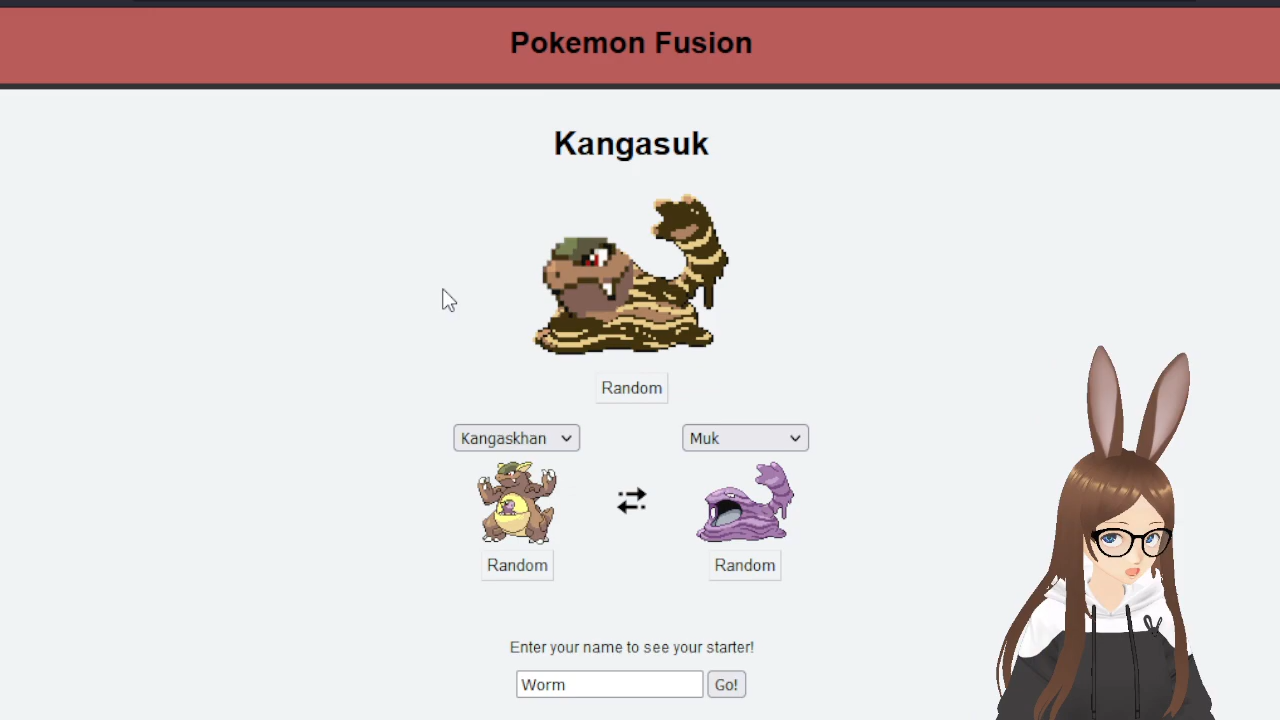 Pokemon Fusion
Kangasuk
Random
Kangaskhan
Muk
Random
Random
Enter your name to see your starter!
Worm
Go!